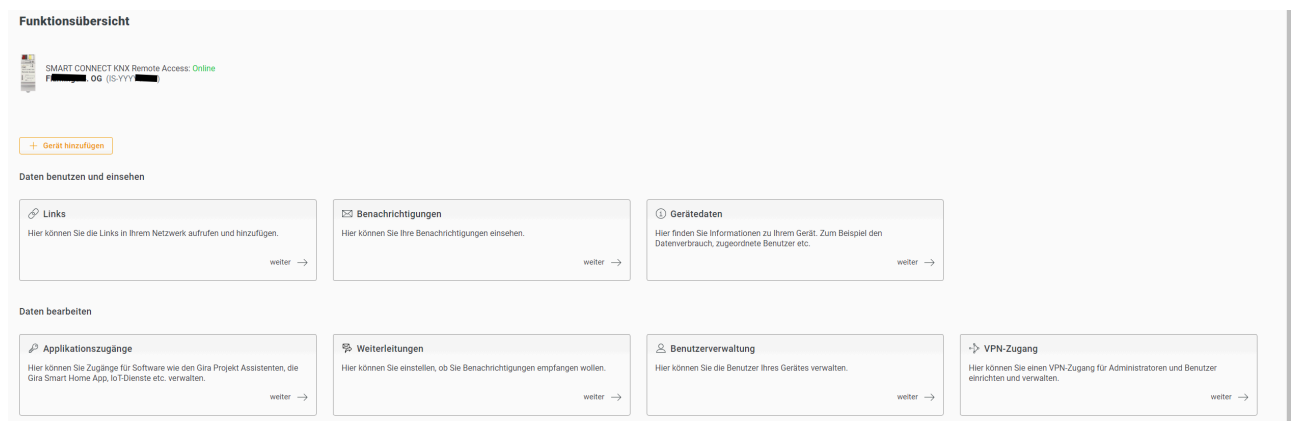 Funktionsübersicht
SMART CONNECT KNX Remote Access: Online
OG (IS-YYY
Gerät hinzufügen
Daten benutzen und einsehen
Links
Hier können Sie die Links in Ihrem Netzwerk aufrufen und hinzufügen.
weiter
Benachrichtigungen
Hier können Sie Ihre Benachrichtigungen einsehen.
weiter
Gerätedaten
Hier finden Sie Informationen zu Ihrem Gerät. Zum Beispiel den
Datenverbrauch, zugeordnete Benutzer etc.
weiter
Daten bearbeiten
Applikationszugänge
Hier können Sie Zugänge für Software wie den Gira Projekt Assistenten, die
Gira Smart Home App, IoT-Dienste etc. verwalten.
weiter
Weiterleitungen
Hier können Sie einstellen, ob Sie Benachrichtigungen empfangen wollen.
weiter
Benutzerverwaltung
Hier können Sie die Benutzer Ihres Gerätes verwalten.
weiter
VPN-Zugang
Hier können Sie einen VPN-Zugang für Administratoren und Benutzer
einrichten und verwalten.
weiter